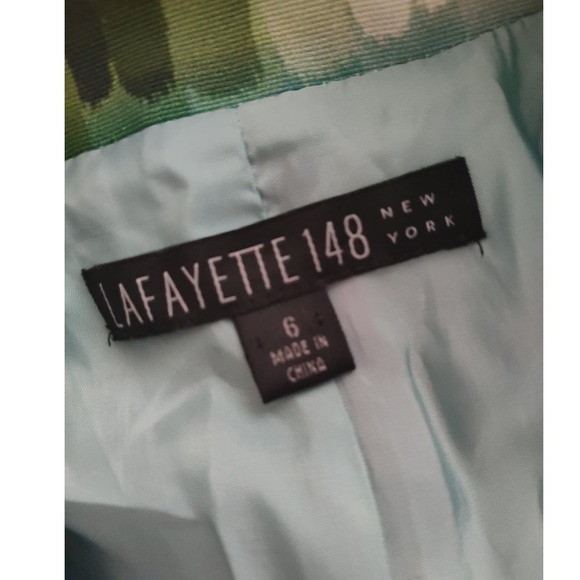 LAFAYETTE 148 NEW YORK
6
MADE IN
CHINA